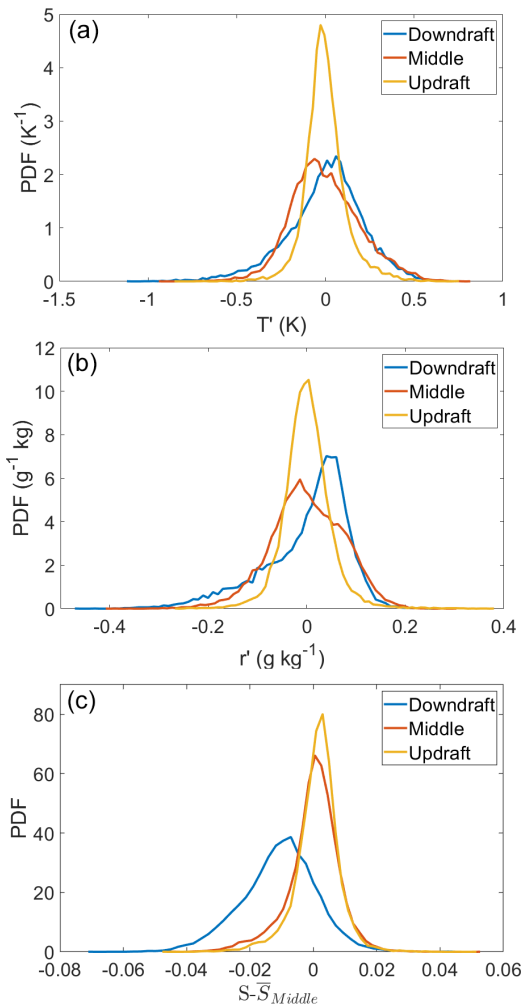 (a)
Downdraft
Middle
Updraft
5
4
3
2
1
0
PDF (K⁻¹)
-1.5 -1 -0.5 0 0.5 1
T' (K)
(b)
Downdraft
Middle
Updraft
12
10
8
6
4
2
0
PDF (g⁻¹ kg)
-0.4 -0.2 0 0.2 0.4
r' (g kg⁻¹)
(c)
Downdraft
Middle
Updraft
80
60
40
20
0
PDF
-0.08 -0.06 -0.04 -0.02 0 0.02 0.04 0.06
S-S̅_Middle